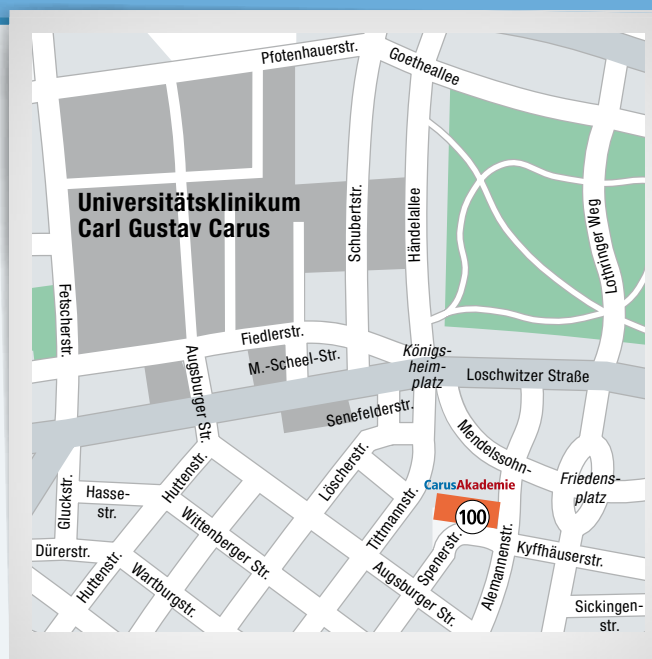 Pfotenhauerstr.
Goetheallee
Universitätsklinikum
Carl Gustav Carus
Schubertstr.
Händelallee
Lothringer Weg
Fetscherstr.
Fiedlerstr.
M.-Scheel-Str.
Augsburger Str.
Königs-
heim-
platz
Loschwitzer Straße
Senefelderstr.
Mendelssohn-
Löscherstr.
Huttenstr.
CarusAkademie
100
Friedens-
platz
Gluckstr.
Hasse-
str.
Wittenberger Str.
Tittmannstr.
Spenerstr.
Alemannenstr.
Kyffhäuserstr.
Dürerstr.
Huttenstr.
Wartburgstr.
Augsburger Str.
Sickingen-
str.